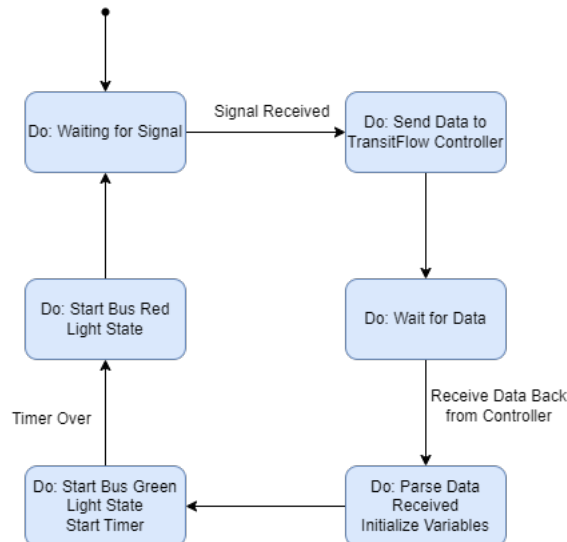 Do: Waiting for Signal
Signal Received
Do: Send Data to
TransitFlow Controller
Do: Start Bus Red
Light State
Do: Wait for Data
Timer Over
Receive Data Back
from Controller
Do: Start Bus Green
Light State
Start Timer
Do: Parse Data
Received
Initialize Variables